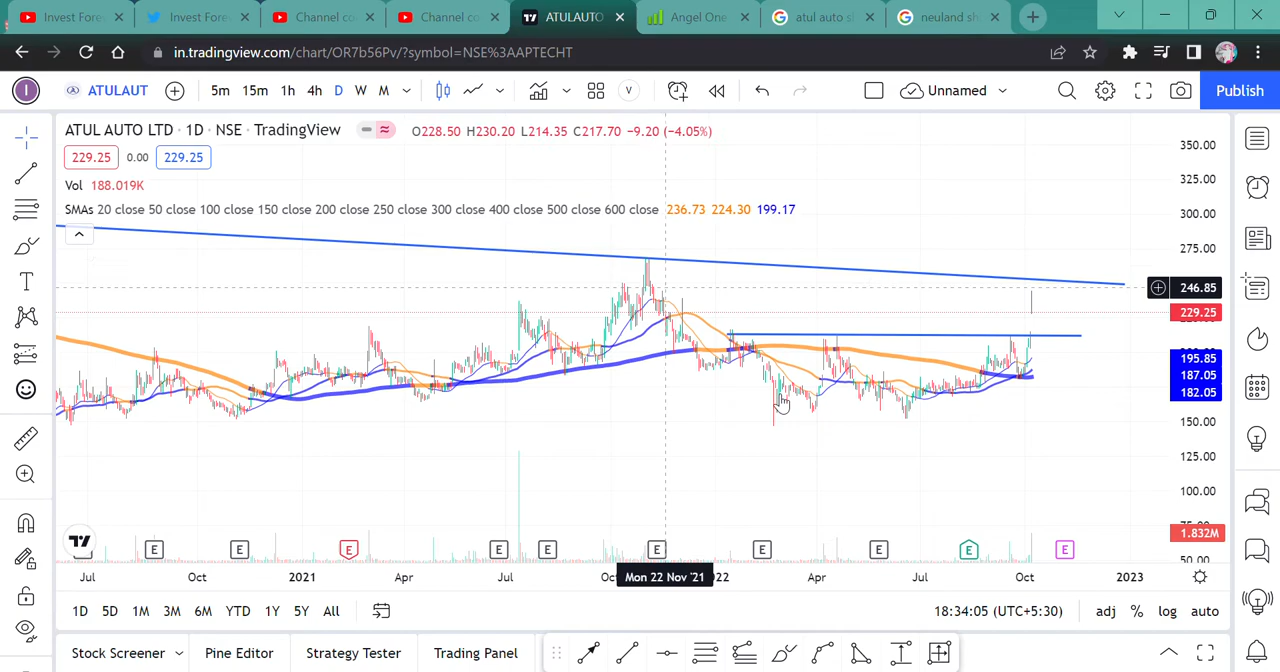 Invest Fore
Invest Fore
Channel co
Channel co
ATULAUTO
Angel One
atul auto sh
neuland sh
in.tradingview.com/chart/OR7b56Pv/?symbol=NSE%3AAPTECHT
I
ATULAUT
5m 15m 1h 4h D W M
V
Unnamed
Publish
ATUL AUTO LTD · 1D · NSE · TradingView
O228.50 H230.20 L214.35 C217.70 −9.20 (−4.05%)
229.25 0.00 229.25
Vol 188.019K
SMAs 20 close 50 close 100 close 150 close 200 close 250 close 300 close 400 close 500 close 600 close 236.73 224.30 199.17
350.00
325.00
300.00
275.00
246.85
229.25
195.85
187.05
182.05
150.00
125.00
100.00
1.832M
50.00
E E E E E E E E E E
Jul Oct 2021 Apr Jul Mon 22 Nov '21 Apr Jul Oct 2023
1D 5D 1M 3M 6M YTD 1Y 5Y All
18:34:05 (UTC+5:30) adj % log auto
Stock Screener Pine Editor Strategy Tester Trading Panel